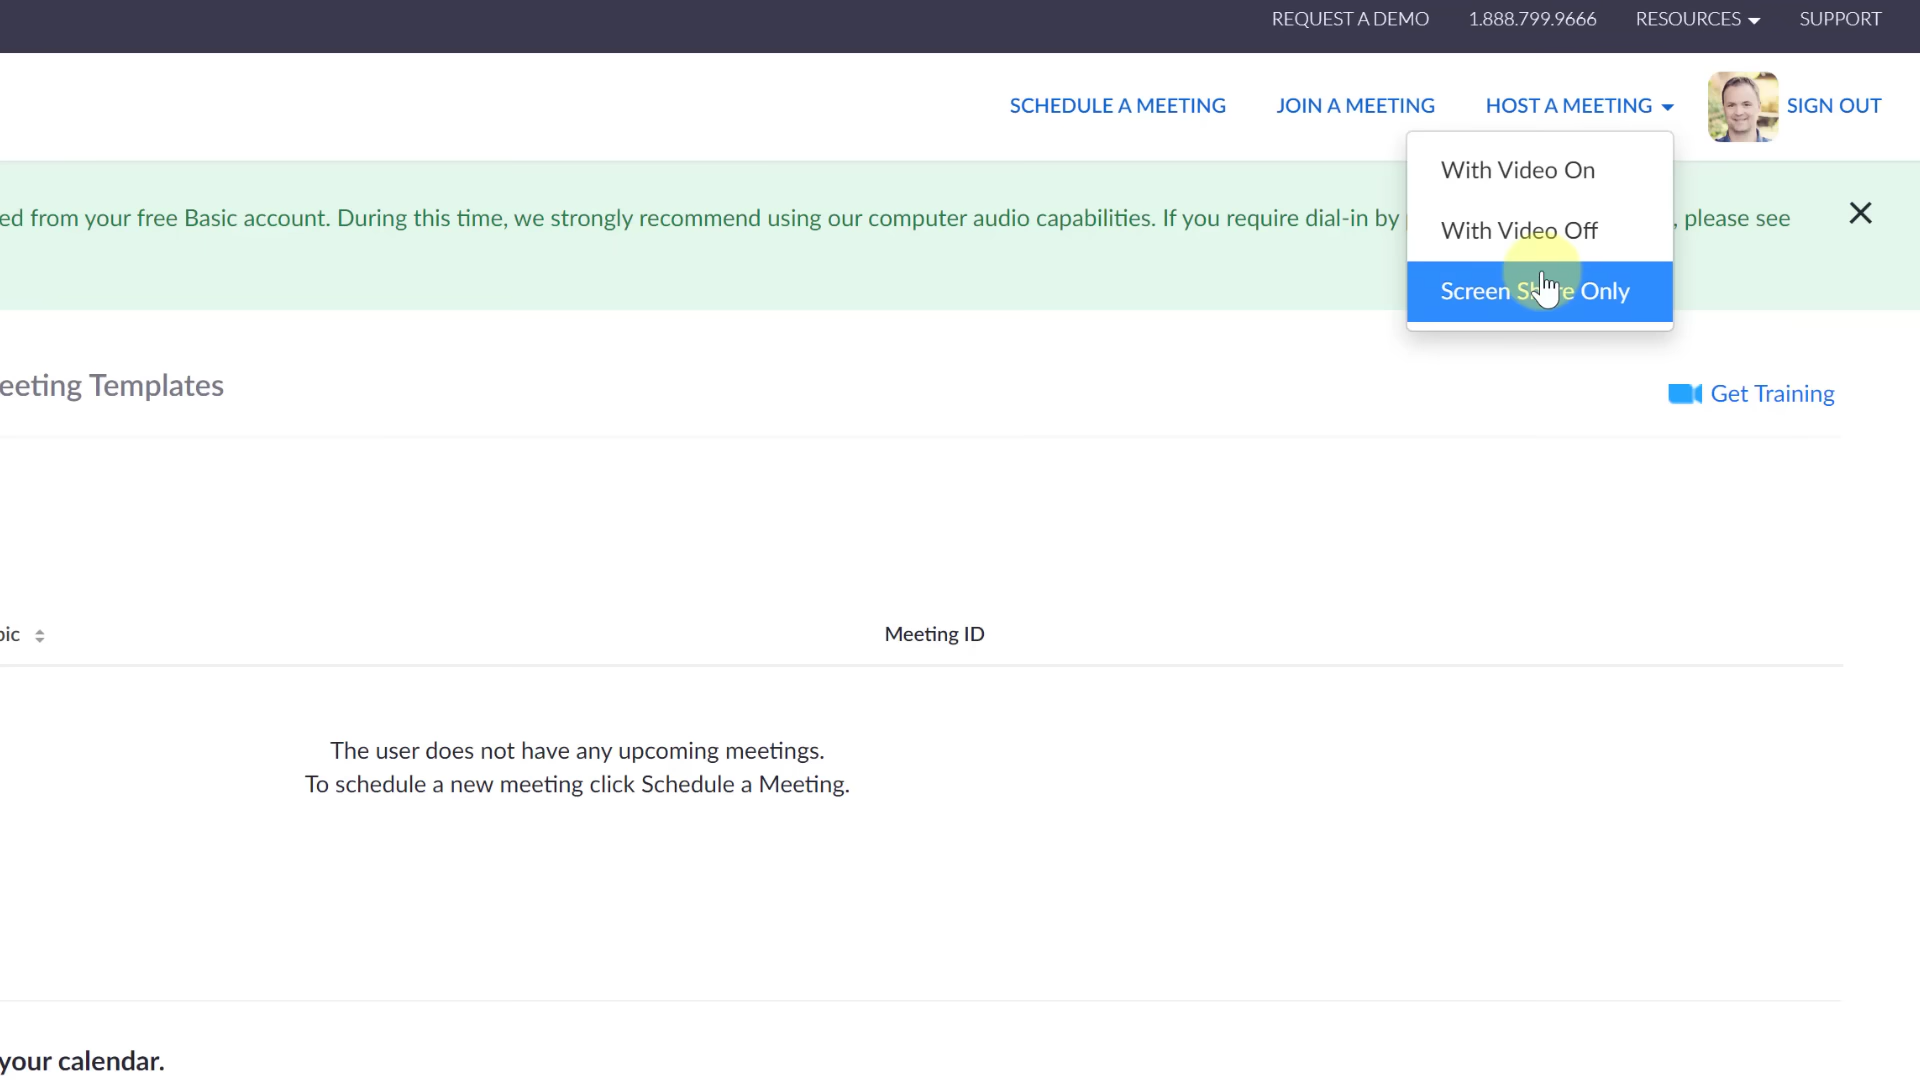 REQUEST A DEMO 1.888.799.9666 RESOURCES SUPPORT
SCHEDULE A MEETING JOIN A MEETING HOST A MEETING SIGN OUT
With Video On
With Video Off
Screen Share Only
ed from your free Basic account. During this time, we strongly recommend using our computer audio capabilities. If you require dial-in by , please see
eeting Templates
Get Training
pic Meeting ID
The user does not have any upcoming meetings.
To schedule a new meeting click Schedule a Meeting.
your calendar.